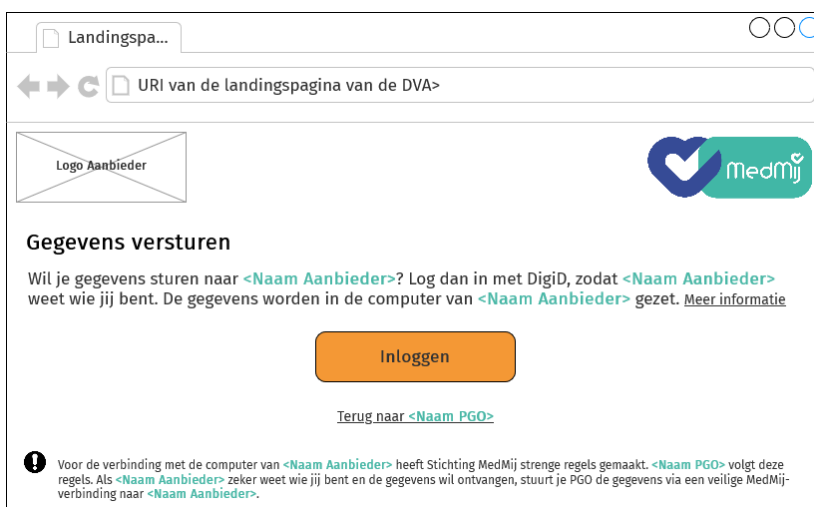 Landingspa...
URI van de landingspagina van de DVA>
Logo Aanbieder
MedMij
Gegevens versturen
Wil je gegevens sturen naar <Naam Aanbieder>? Log dan in met DigiD, zodat <Naam Aanbieder>
weet wie jij bent. De gegevens worden in de computer van <Naam Aanbieder> gezet. Meer informatie
Inloggen
Terug naar <Naam PGO>
Voor de verbinding met de computer van <Naam Aanbieder> heeft Stichting MedMij strenge regels gemaakt. <Naam PGO> volgt deze
regels. Als <Naam Aanbieder> zeker weet wie jij bent en de gegevens wil ontvangen, stuurt je PGO de gegevens via een veilige MedMij-
verbinding naar <Naam Aanbieder>.